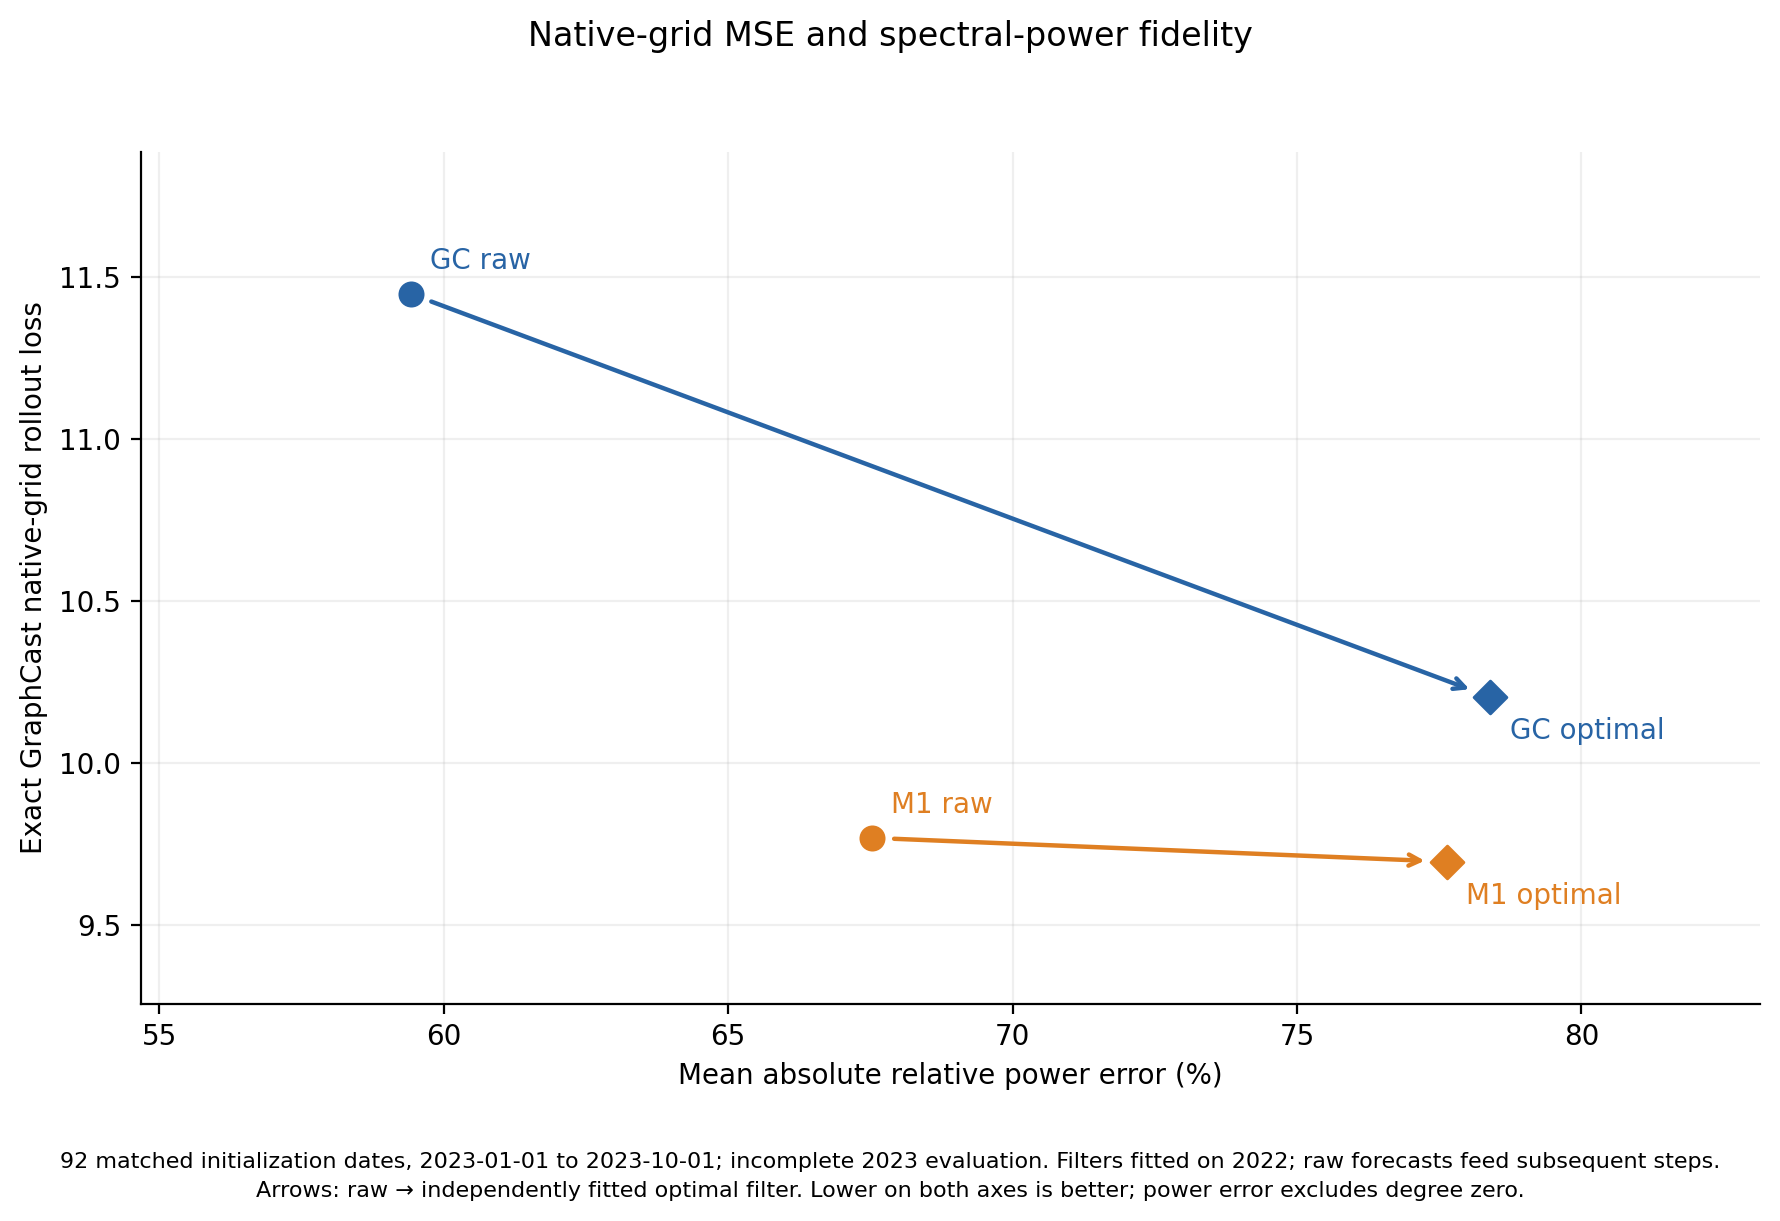 Native-grid MSE and spectral-power fidelity
Exact GraphCast native-grid rollout loss
11.5
11.0
10.5
10.0
9.5
GC raw
GC optimal
M1 raw
M1 optimal
55 60 65 70 75 80
Mean absolute relative power error (%)
92 matched initialization dates, 2023-01-01 to 2023-10-01; incomplete 2023 evaluation. Filters fitted on 2022; raw forecasts feed subsequent steps.
Arrows: raw → independently fitted optimal filter. Lower on both axes is better; power error excludes degree zero.